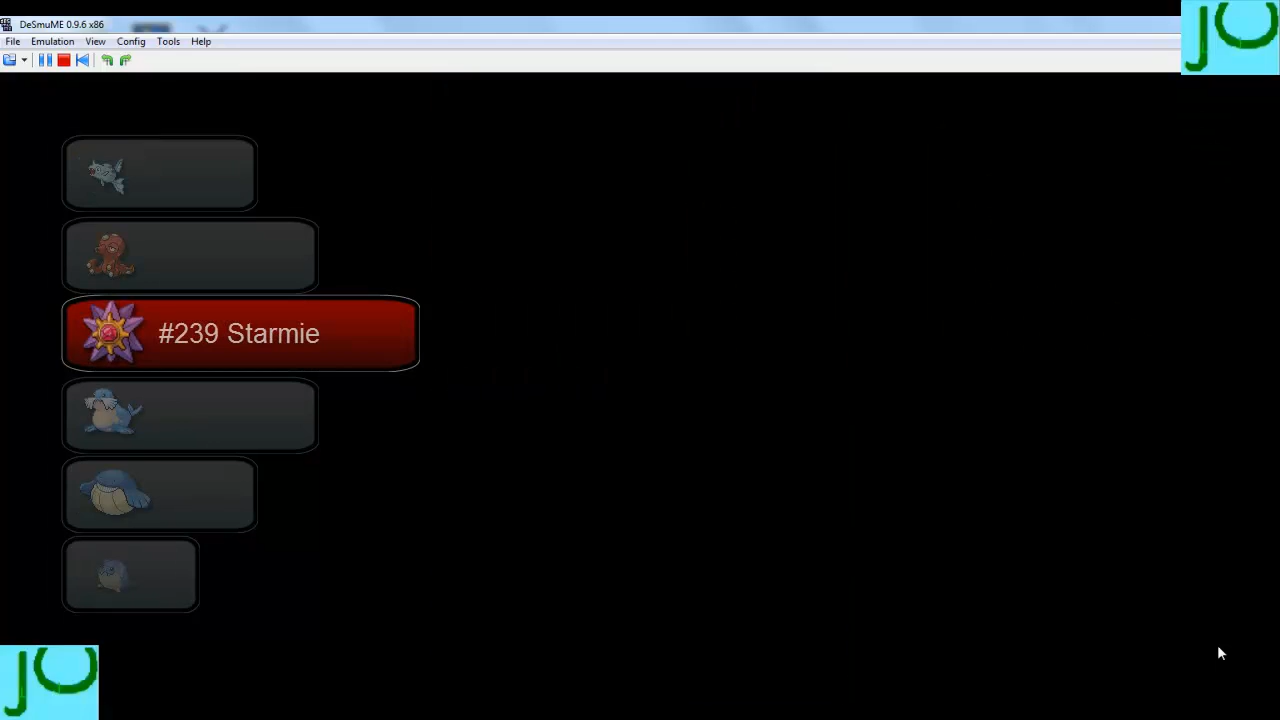 DeSmuME 0.9.6 x86
File Emulation View Config Tools Help
JO
#239 Starmie
JO